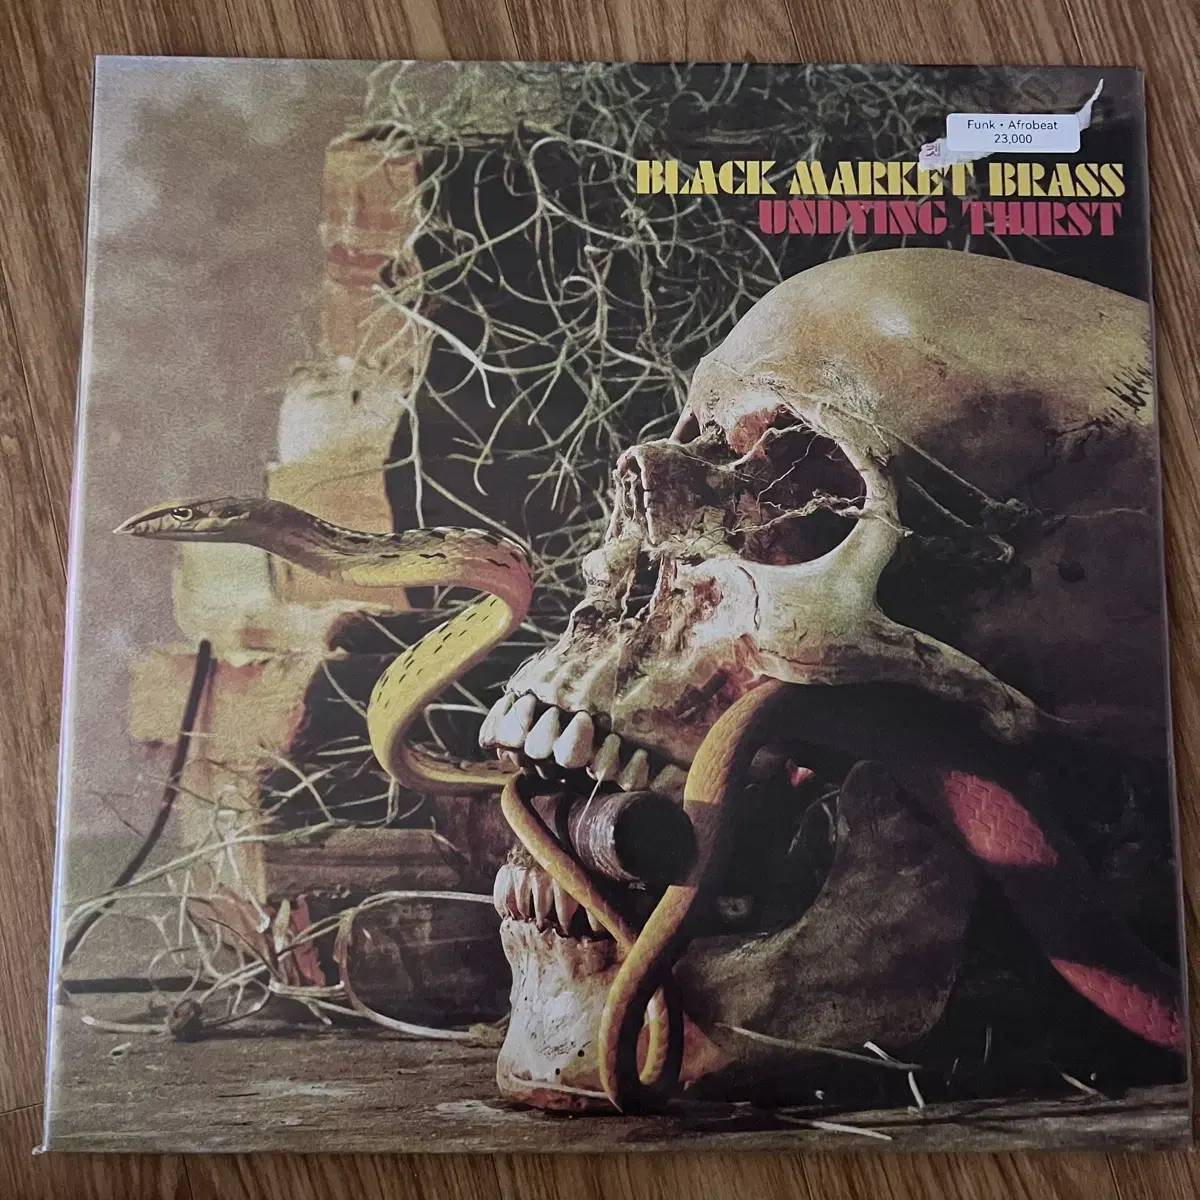 Funk • Afrobeat
23,000
BLACK MARKET BRASS
UNDYING THIRST